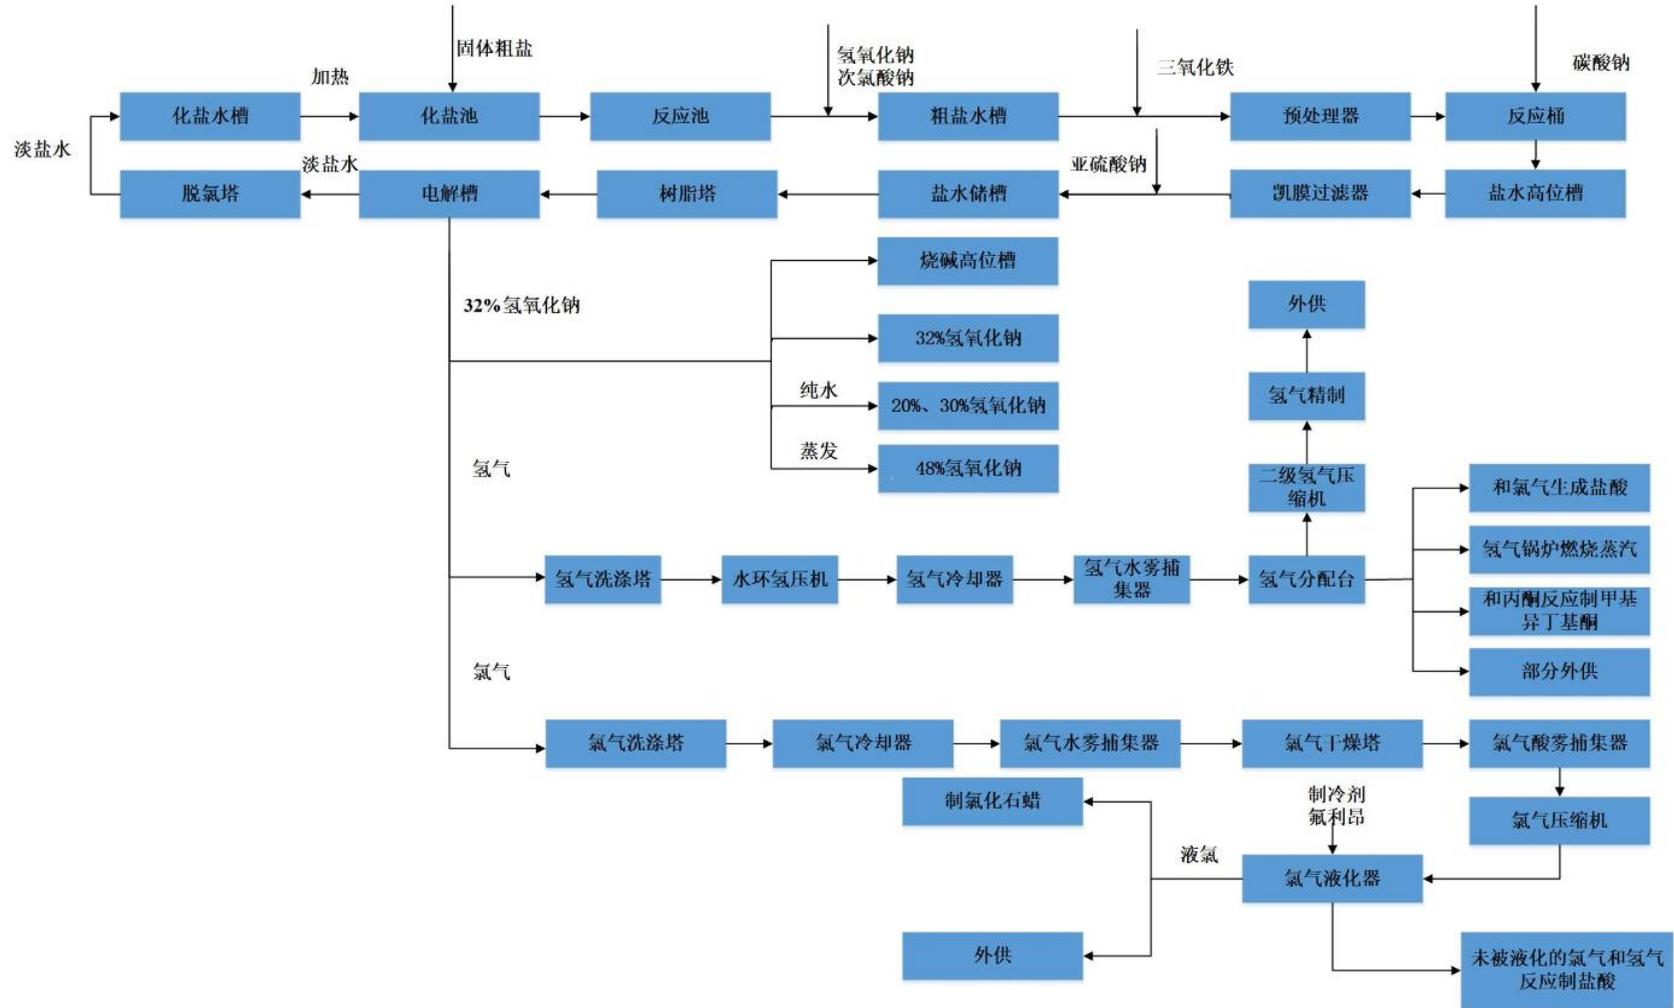 固体粗盐
加热
氢氧化钠
次氯酸钠
三氧化铁
碳酸钠
化盐水槽
化盐池
反应池
粗盐水槽
预处理器
反应桶
淡盐水
淡盐水
亚硫酸钠
脱氯塔
电解槽
树脂塔
盐水储槽
凯膜过滤器
盐水高位槽
烧碱高位槽
32%氢氧化钠
32%氢氧化钠
外供
纯水
20%、30%氢氧化钠
氢气精制
蒸发
48%氢氧化钠
氢气
二级氢气压
缩机
和氯气生成盐酸
氢气锅炉燃烧蒸汽
氢气洗涤塔
水环氢压机
氢气冷却器
氢气水雾捕
集器
氢气分配台
和丙酮反应制甲基
异丁基酮
部分外供
氯气
氯气洗涤塔
氯气冷却器
氯气水雾捕集器
氯气干燥塔
氯气酸雾捕集器
制氯化石蜡
制冷剂
氟利昂
氯气压缩机
液氯
氯气液化器
外供
未被液化的氯气和氢气
反应制盐酸